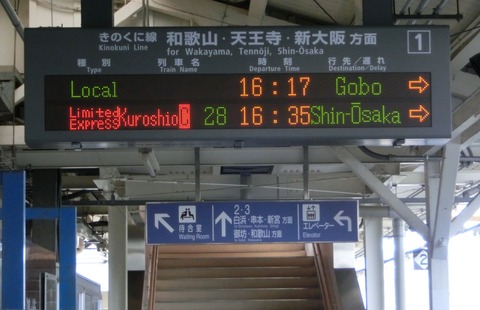 きのくに線 和歌山・天王寺・新大阪 方面 1
Kinokuni Line for Wakayama, Tennōji, Shin-Ōsaka
種別 列車名 時刻 行先/遅れ
Type Train Name Departure Time Destination/Delay
Local 16:17 Gobo ⇨
Limited Express Kuroshio C 28 16:35 Shin-Ōsaka ⇨
← 待合室 Waiting Room
↑ 2・3
白浜・串本・新宮 方面
御坊・和歌山 方面
エレベーター Elevator
2